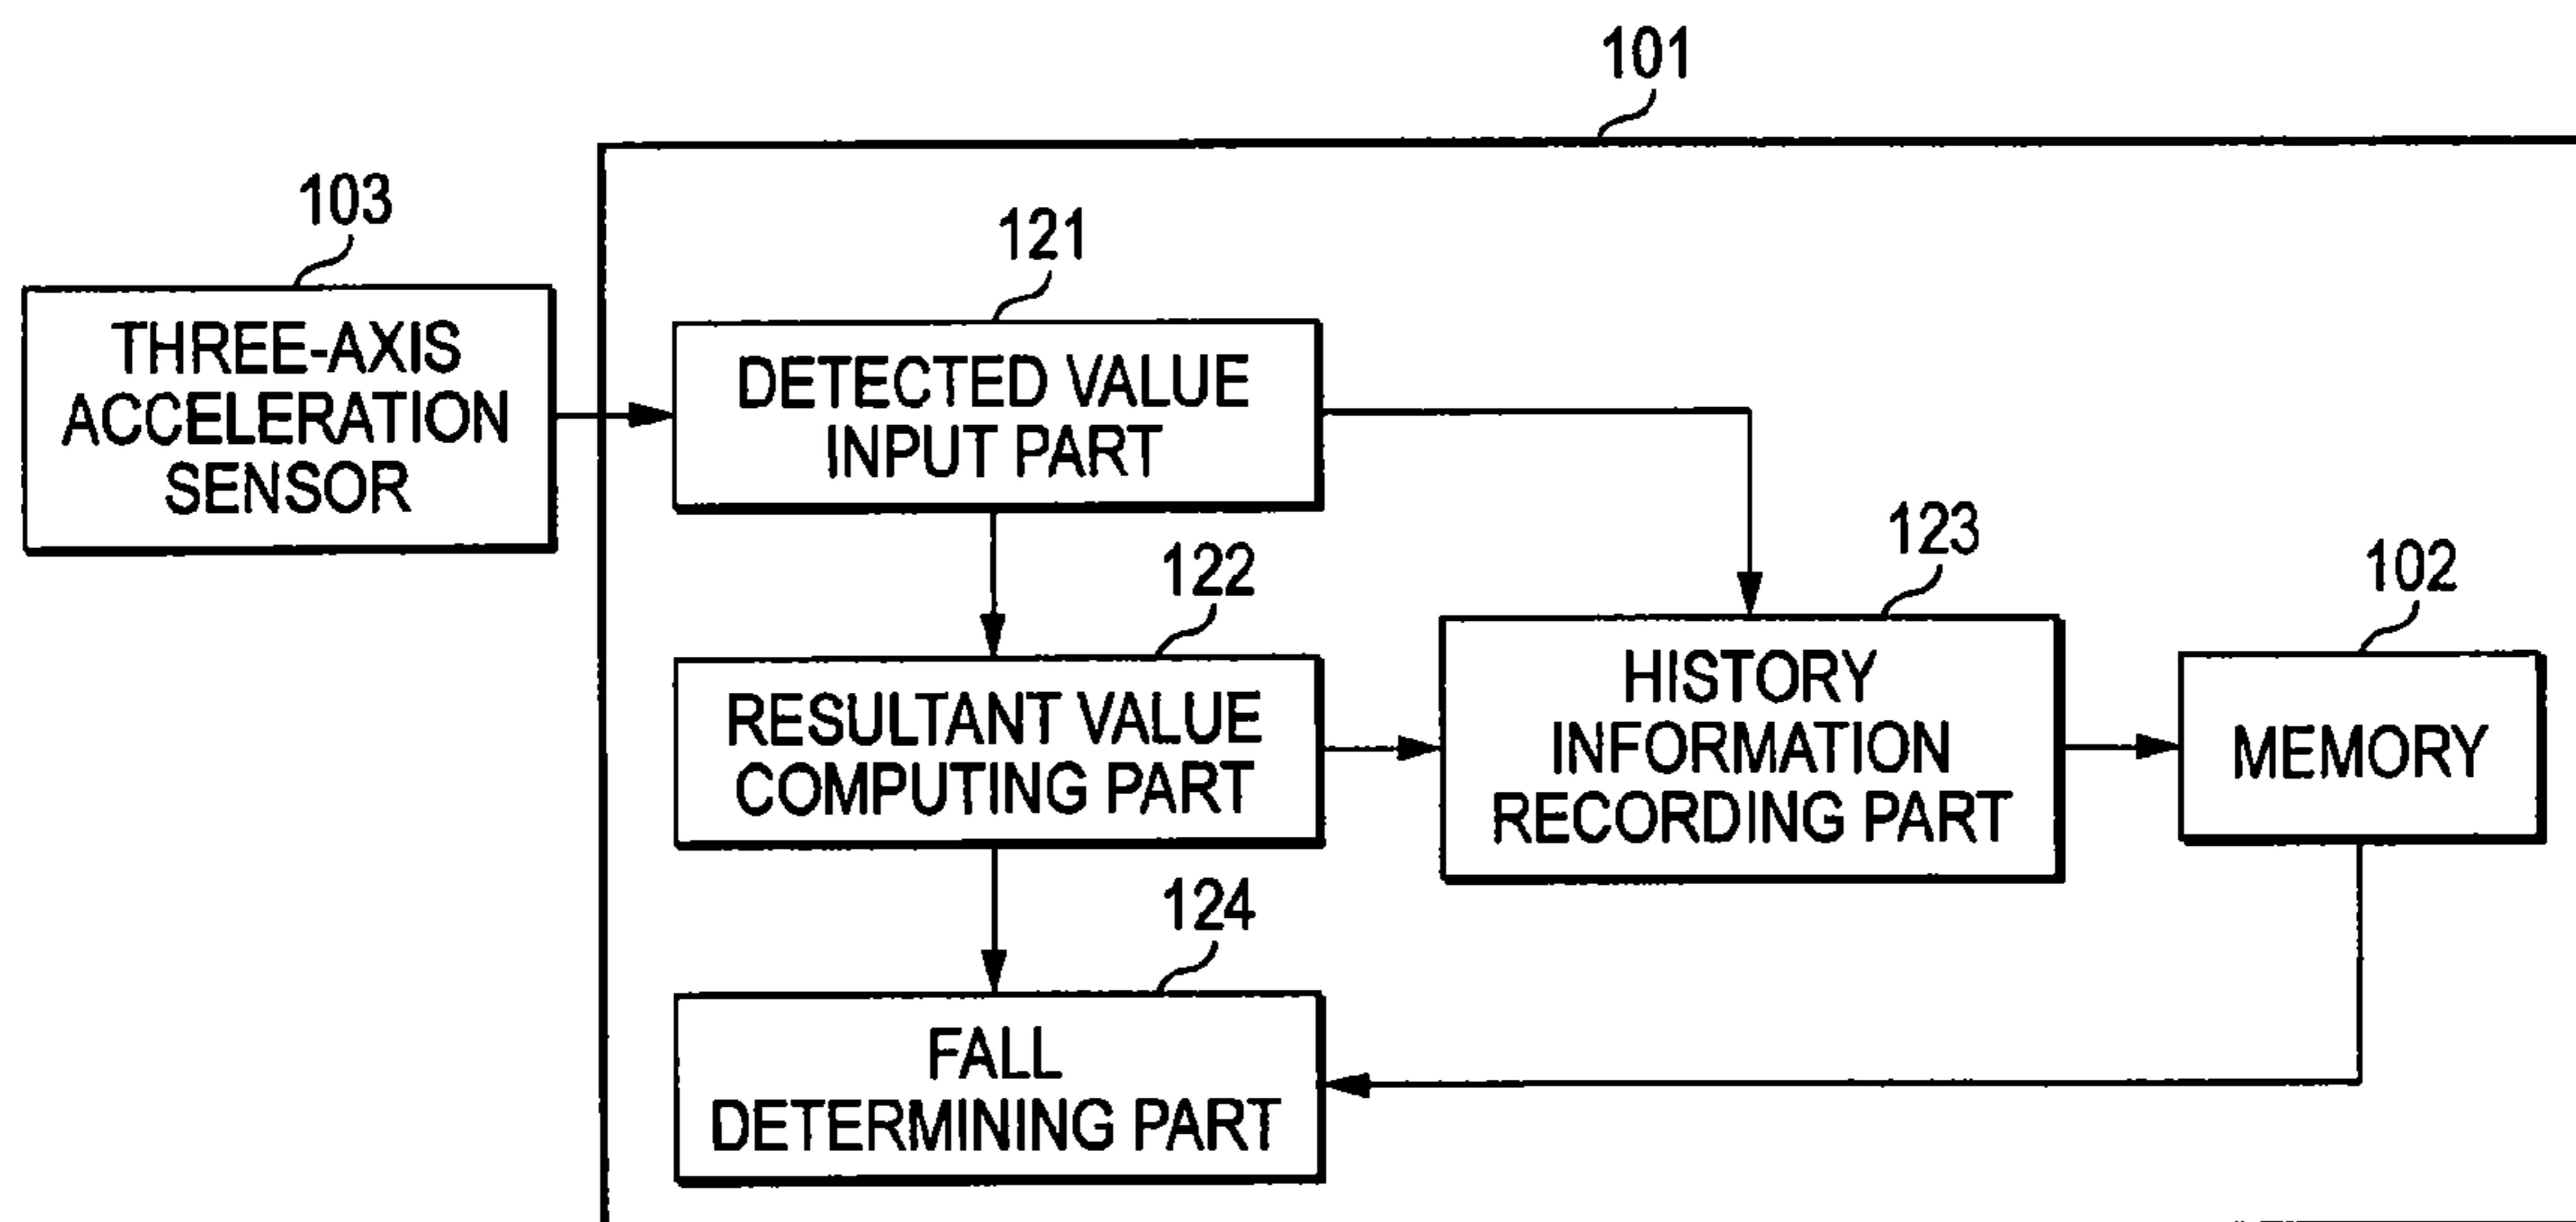 101
103
THREE-AXIS
ACCELERATION
SENSOR
121
DETECTED VALUE
INPUT PART
122
RESULTANT VALUE
COMPUTING PART
123
HISTORY
INFORMATION
RECORDING PART
102
MEMORY
124
FALL
DETERMINING PART